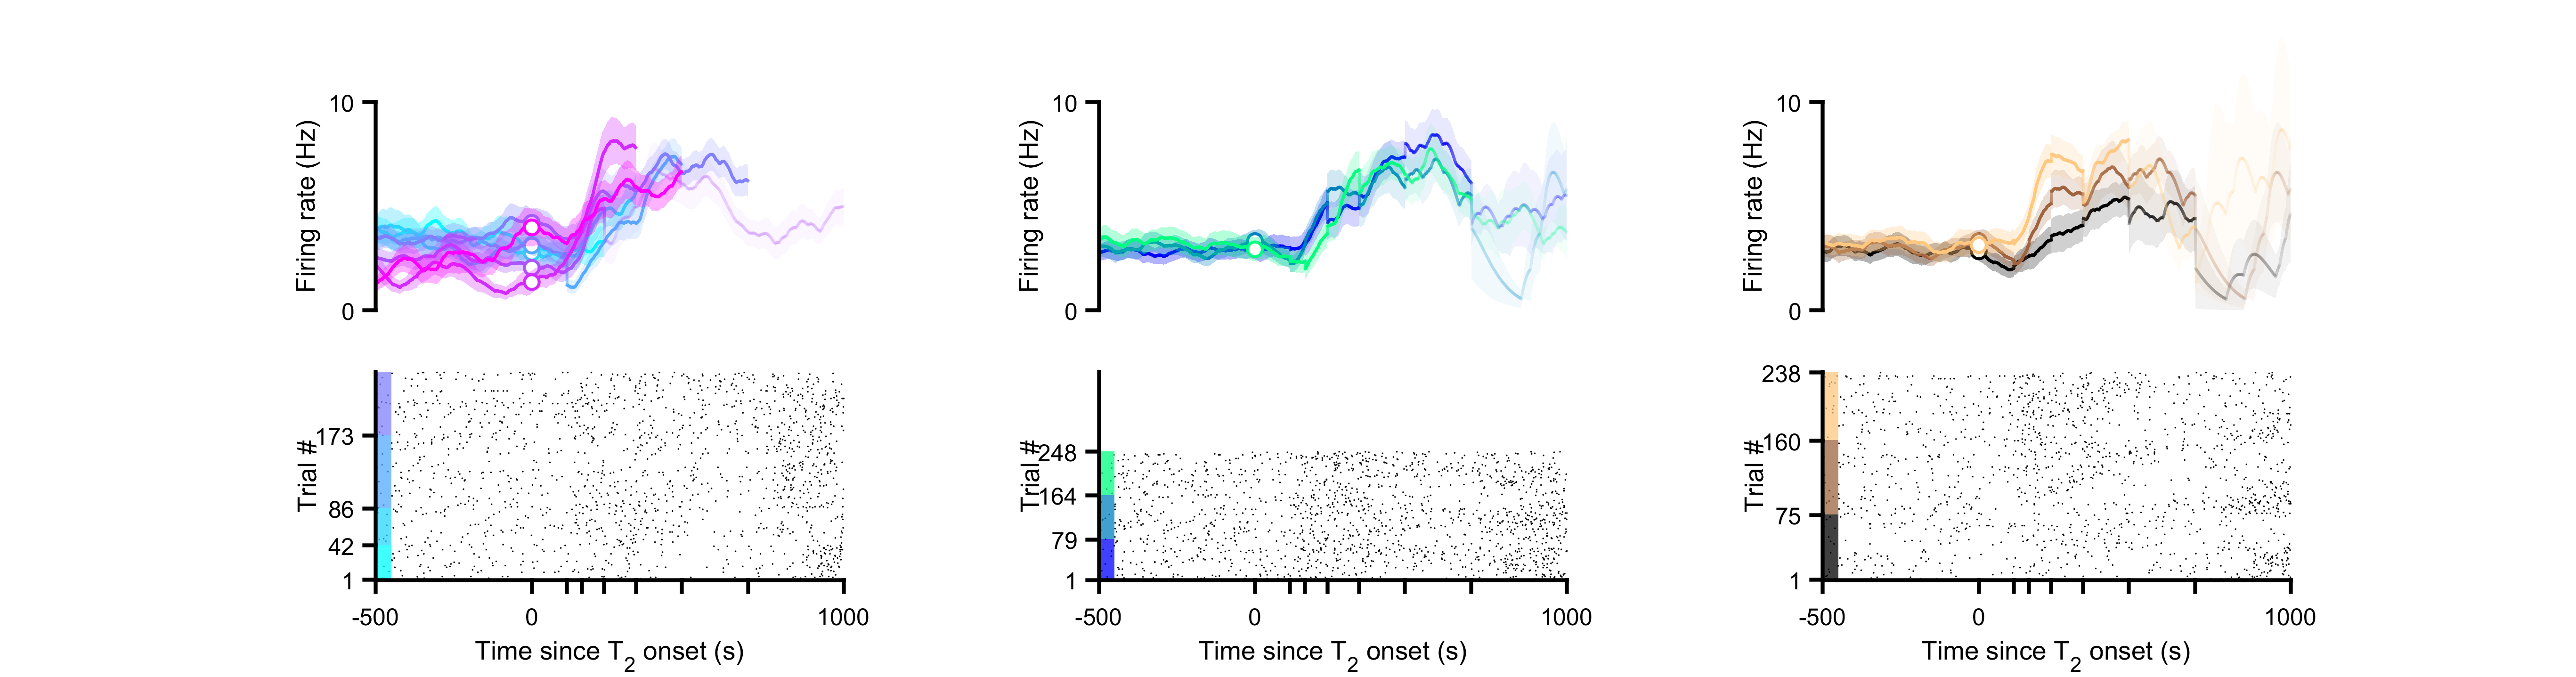 10
Firing rate (Hz)
0
10
Firing rate (Hz)
0
10
Firing rate (Hz)
0
173
Trial #
86
42
1
-500 0 1000
Time since T2 onset (s)
248
Trial #
164
79
1
-500 0 1000
Time since T2 onset (s)
238
160
Trial #
75
1
-500 0 1000
Time since T2 onset (s)